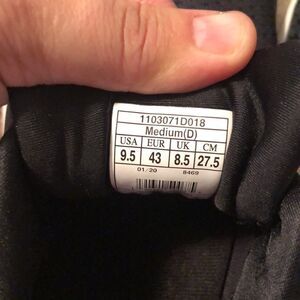 1103071D018
Medium(D)
USA EUR UK CM
9.5 43 8.5 27.5
01/20 8469